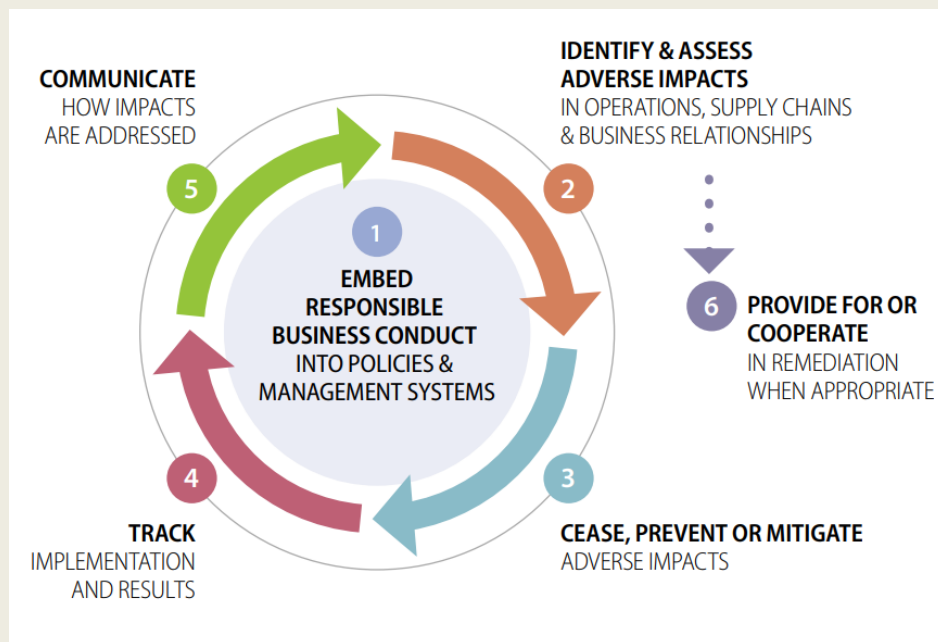 COMMUNICATE
HOW IMPACTS
ARE ADDRESSED
5
IDENTIFY & ASSESS
ADVERSE IMPACTS
IN OPERATIONS, SUPPLY CHAINS
& BUSINESS RELATIONSHIPS
2
1
EMBED
RESPONSIBLE
BUSINESS CONDUCT
INTO POLICIES &
MANAGEMENT SYSTEMS
6
PROVIDE FOR OR
COOPERATE
IN REMEDIATION
WHEN APPROPRIATE
4
TRACK
IMPLEMENTATION
AND RESULTS
3
CEASE, PREVENT OR MITIGATE
ADVERSE IMPACTS